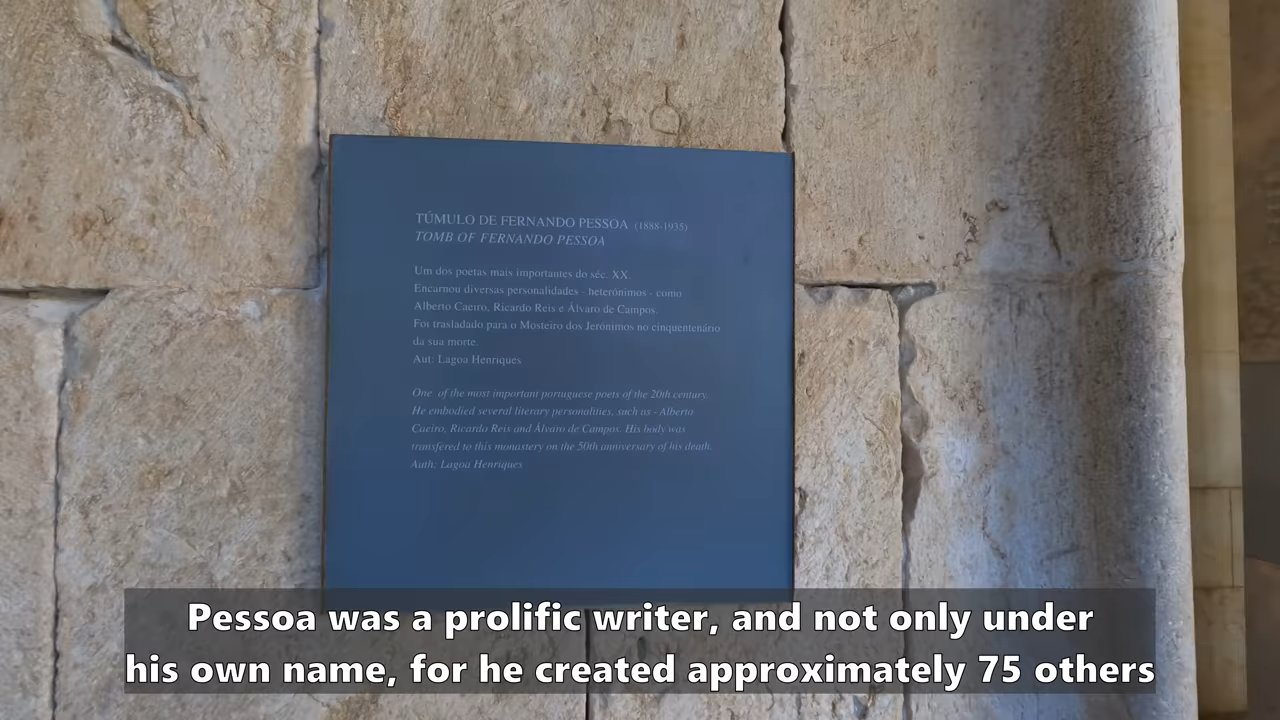 TÚMULO DE FERNANDO PESSOA (1888-1935)
TOMB OF FERNANDO PESSOA
Um dos poetas mais importantes do séc. XX.
Encarnou diversas personalidades - heterónimos - como
Alberto Caeiro, Ricardo Reis e Álvaro de Campos.
Foi trasladado para o Mosteiro dos Jerónimos no cinquentenário
da sua morte.
Aut: Lagoa Henriques
One of the most important portuguese poets of the 20th century.
He embodied several literary personalities, such as - Alberto
Caeiro, Ricardo Reis and Álvaro de Campos. His body was
transfered to this monastery on the 50th anniversary of his death.
Auth: Lagoa Henriques
Pessoa was a prolific writer, and not only under
his own name, for he created approximately 75 others